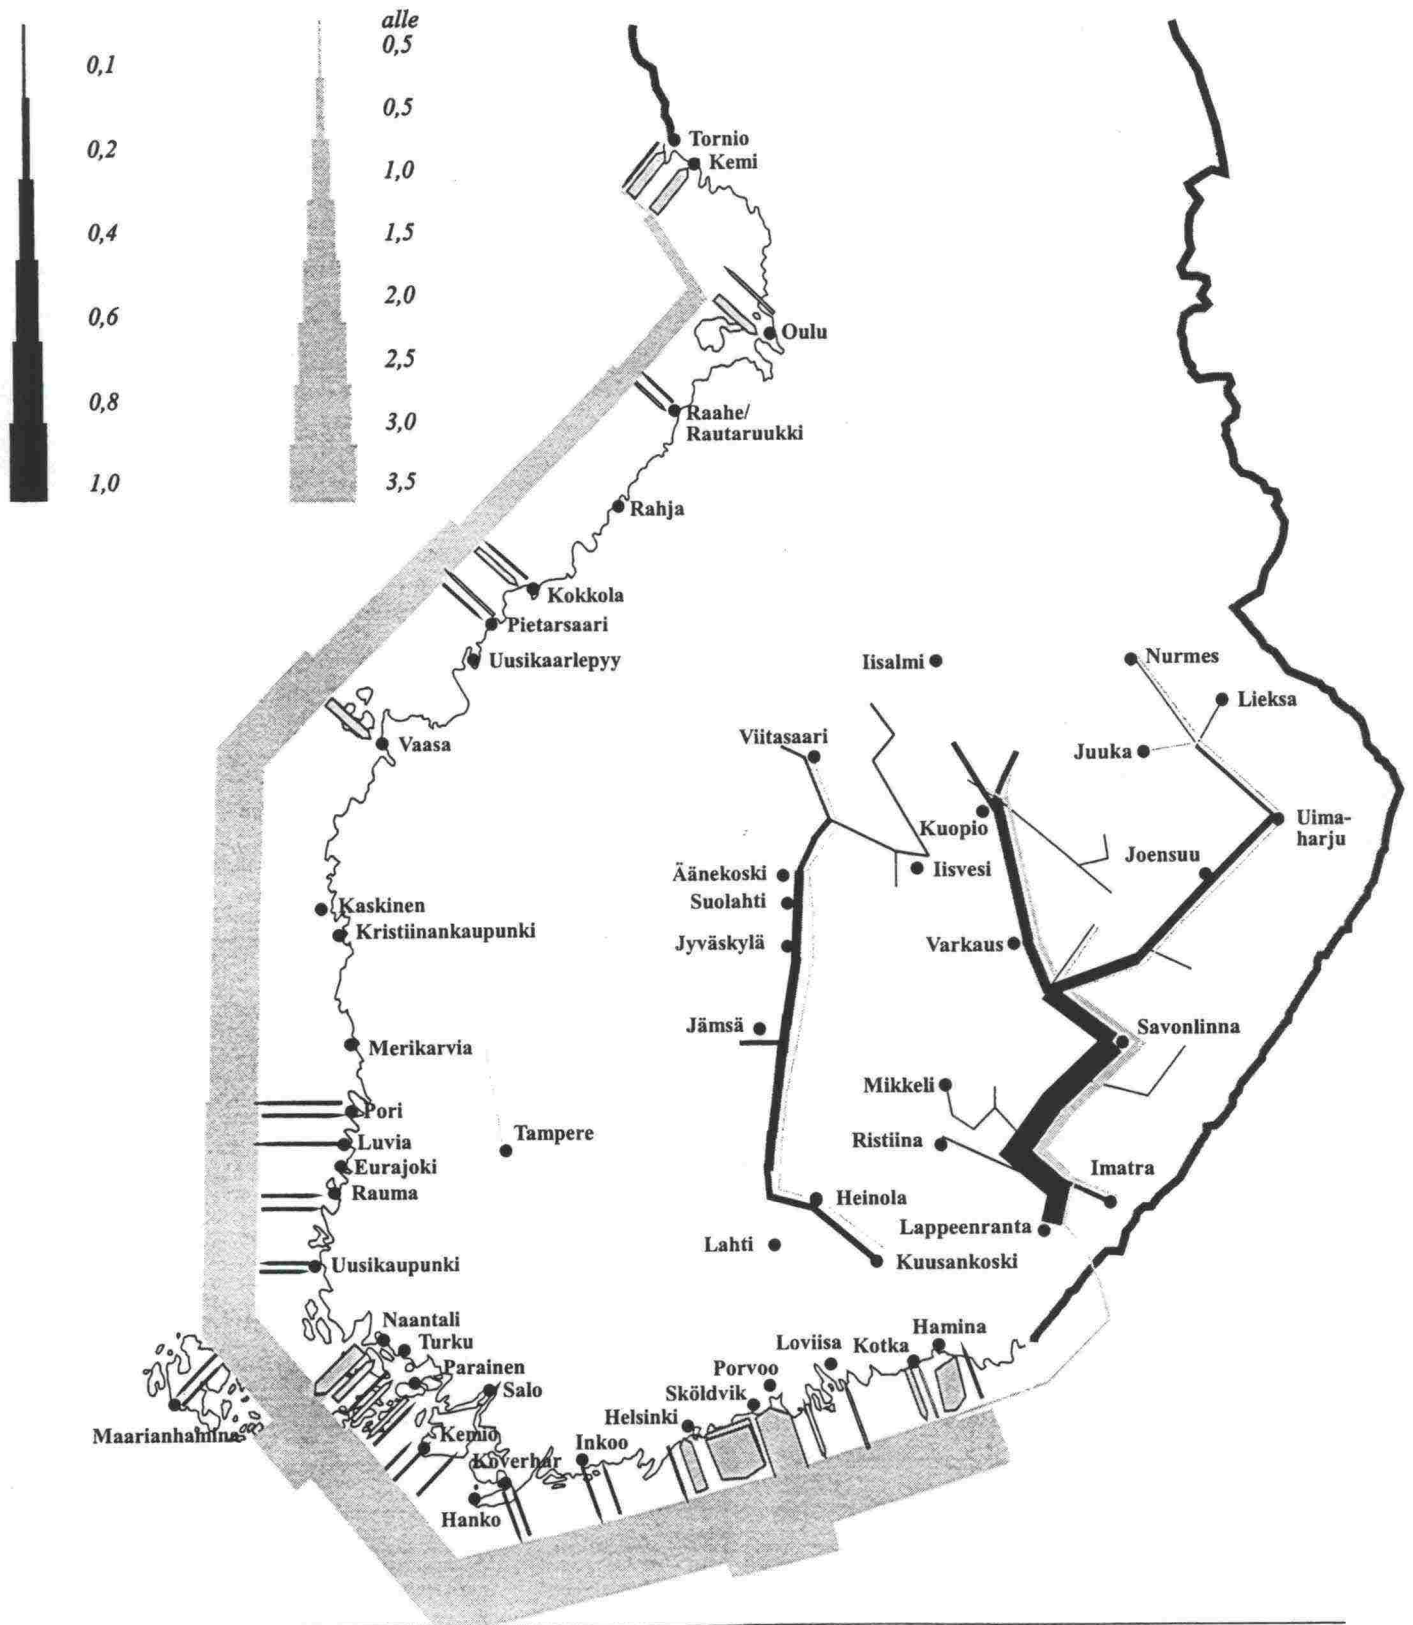 alle
0,5
0,1
0,5
0,2
1,0
0,4
1,5
0,6
2,0
2,5
0,8
3,0
1,0
3,5
Tornio
Kemi
Oulu
Raahe/
Rautaruukki
Rahja
Kokkola
Pietarsaari
Uusikaarlepyy
Vaasa
Iisalmi
Nurmes
Lieksa
Viitasaari
Juuka
Kuopio
Uima-
harju
Äänekoski
Iisvesi
Joensuu
Suolahti
Kaskinen
Kristiinankaupunki
Jyväskylä
Varkaus
Jämsä
Savonlinna
Merikarvia
Mikkeli
Pori
Tampere
Luvia
Ristiina
Eurajoki
Imatra
Rauma
Heinola
Lappeenranta
Lahti
Uusikaupunki
Kuusankoski
Naantali
Turku
Hamina
Loviisa
Kotka
Parainen
Porvoo
Salo
Sköldvik
Maarianhamina
Helsinki
Kemiö
Inkoo
Koverhar
Hanko